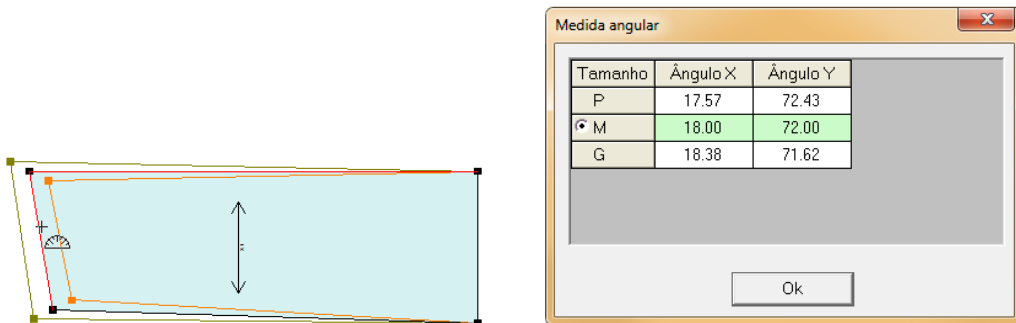 Medida angular
Tamanho Ângulo X Ângulo Y
P 17.57 72.43
M 18.00 72.00
G 18.38 71.62
Ok